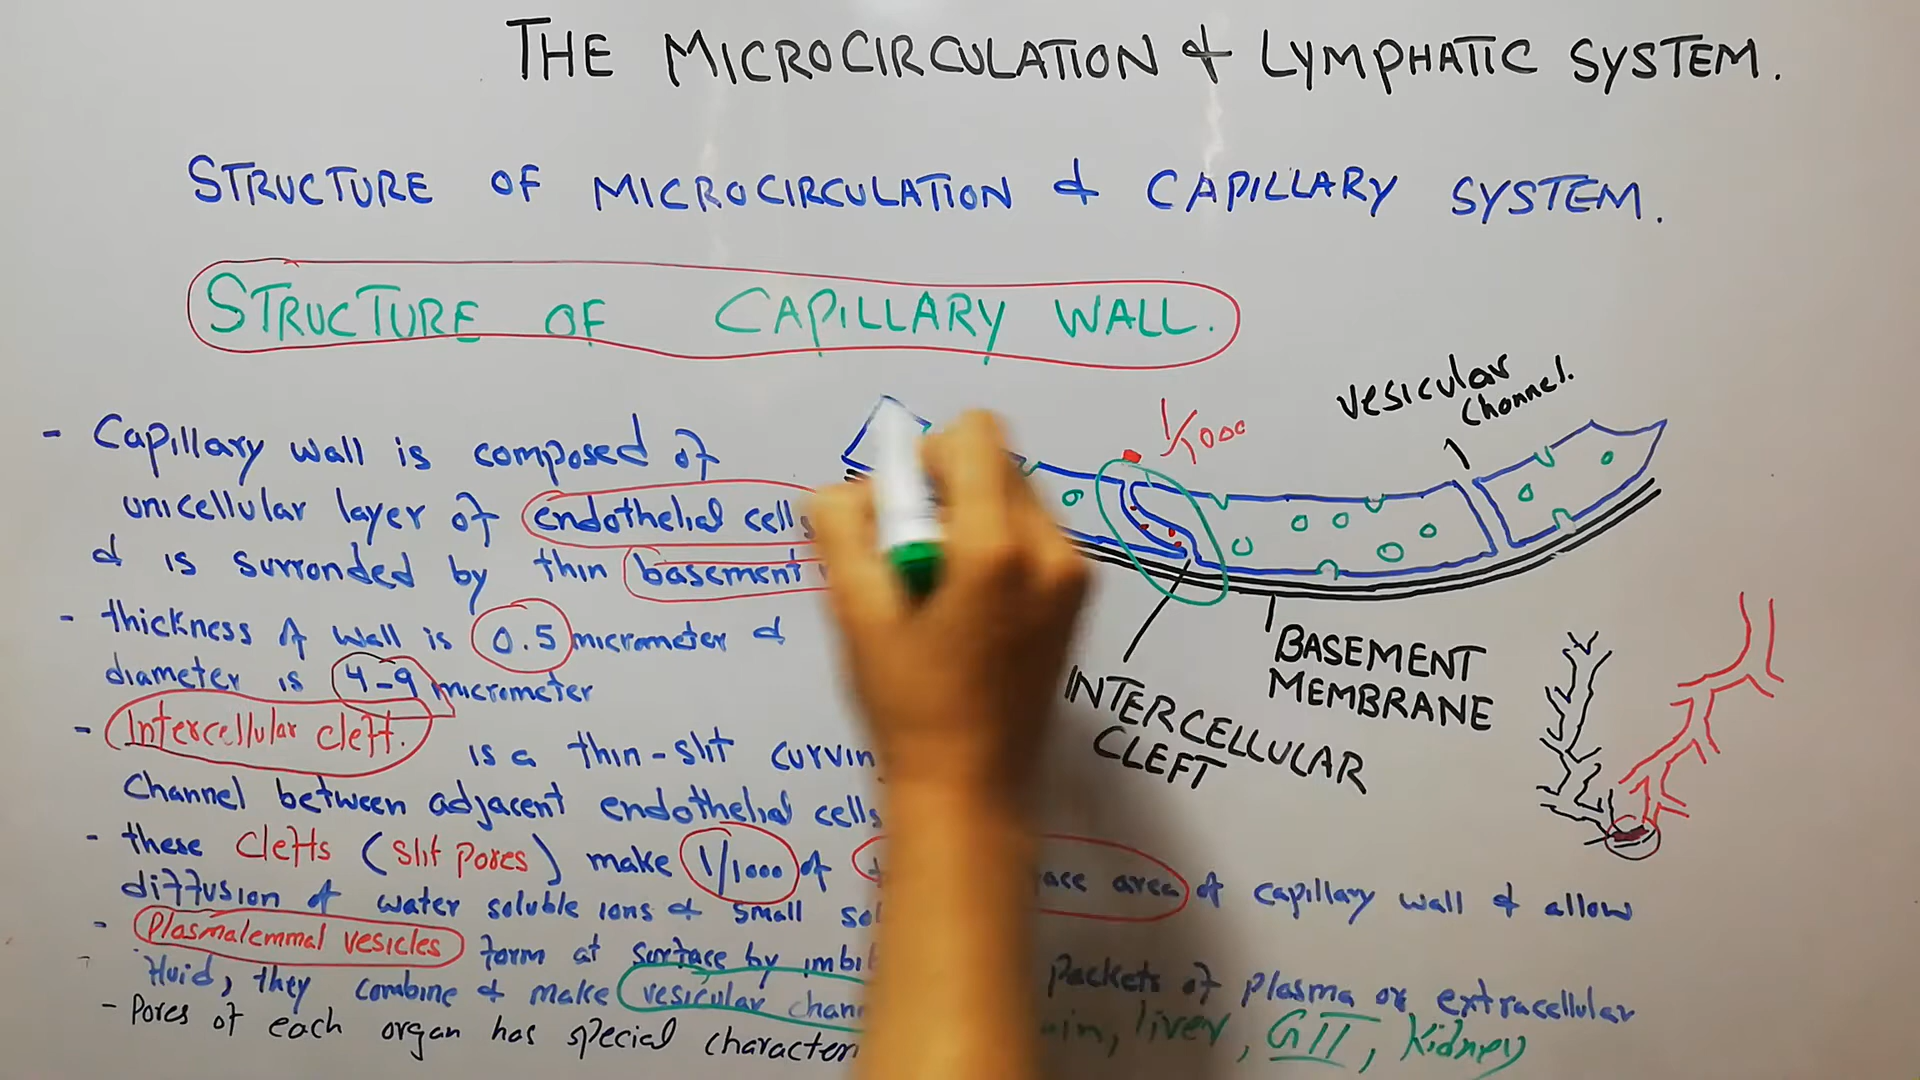 THE MICROCIRCULATION & LYMPHATIC SYSTEM.
STRUCTURE OF MICROCIRCULATION & CAPILLARY SYSTEM.
STRUCTURE OF CAPILLARY WALL.
- Capillary wall is composed of
unicellular layer of endothelial cells
& is surronded by thin basement
- thickness of wall is 0.5 micrometer &
diameter is 4-9 micrometer
- Intercellular cleft. is a thin-slit curvin
Channel between adjacent endothelial cells
- these clefts (slit pores) make 1/1000 of area of capillary wall & allow
diffusion of water soluble ions & small
- Plasmalemmal vesicles form at surface by packets of plasma or extracellular
fluid, they combine & make vesicular
- Pores of each organ has special liver, GIT, kidney
1/1000
vesicular
channel.
BASEMENT
MEMBRANE
INTERCELLULAR
CLEFT